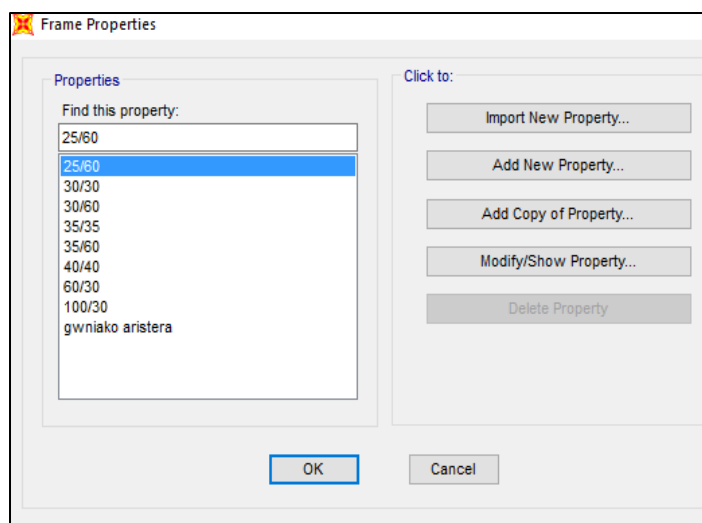 Frame Properties
Properties
Find this property:
25/60
25/60
30/30
30/60
35/35
35/60
40/40
60/30
100/30
gwniako aristera
Click to:
Import New Property...
Add New Property...
Add Copy of Property...
Modify/Show Property...
Delete Property
OK
Cancel